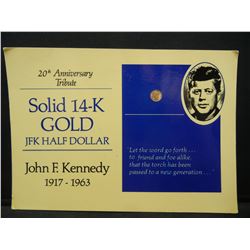 20th Anniversary
Tribute
Solid 14-K
GOLD
JFK HALF DOLLAR
John F. Kennedy
1917 - 1963
Let the word go forth . . .
to friend and foe alike,
that the torch has been
passed to a new generation . . .